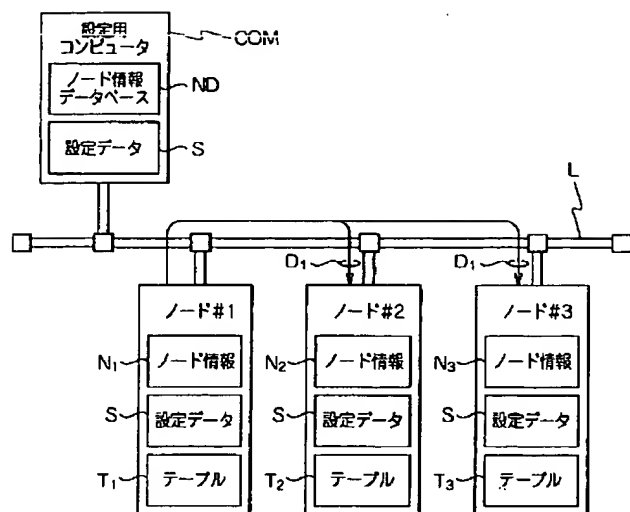 設定用
コンピュータ
COM
ノード情報
データベース
ND
設定データ
S
L
D1
D1
ノード#1
ノード#2
ノード#3
N1
ノード情報
N2
ノード情報
N3
ノード情報
S
設定データ
S
設定データ
S
設定データ
T1
テーブル
T2
テーブル
T3
テーブル